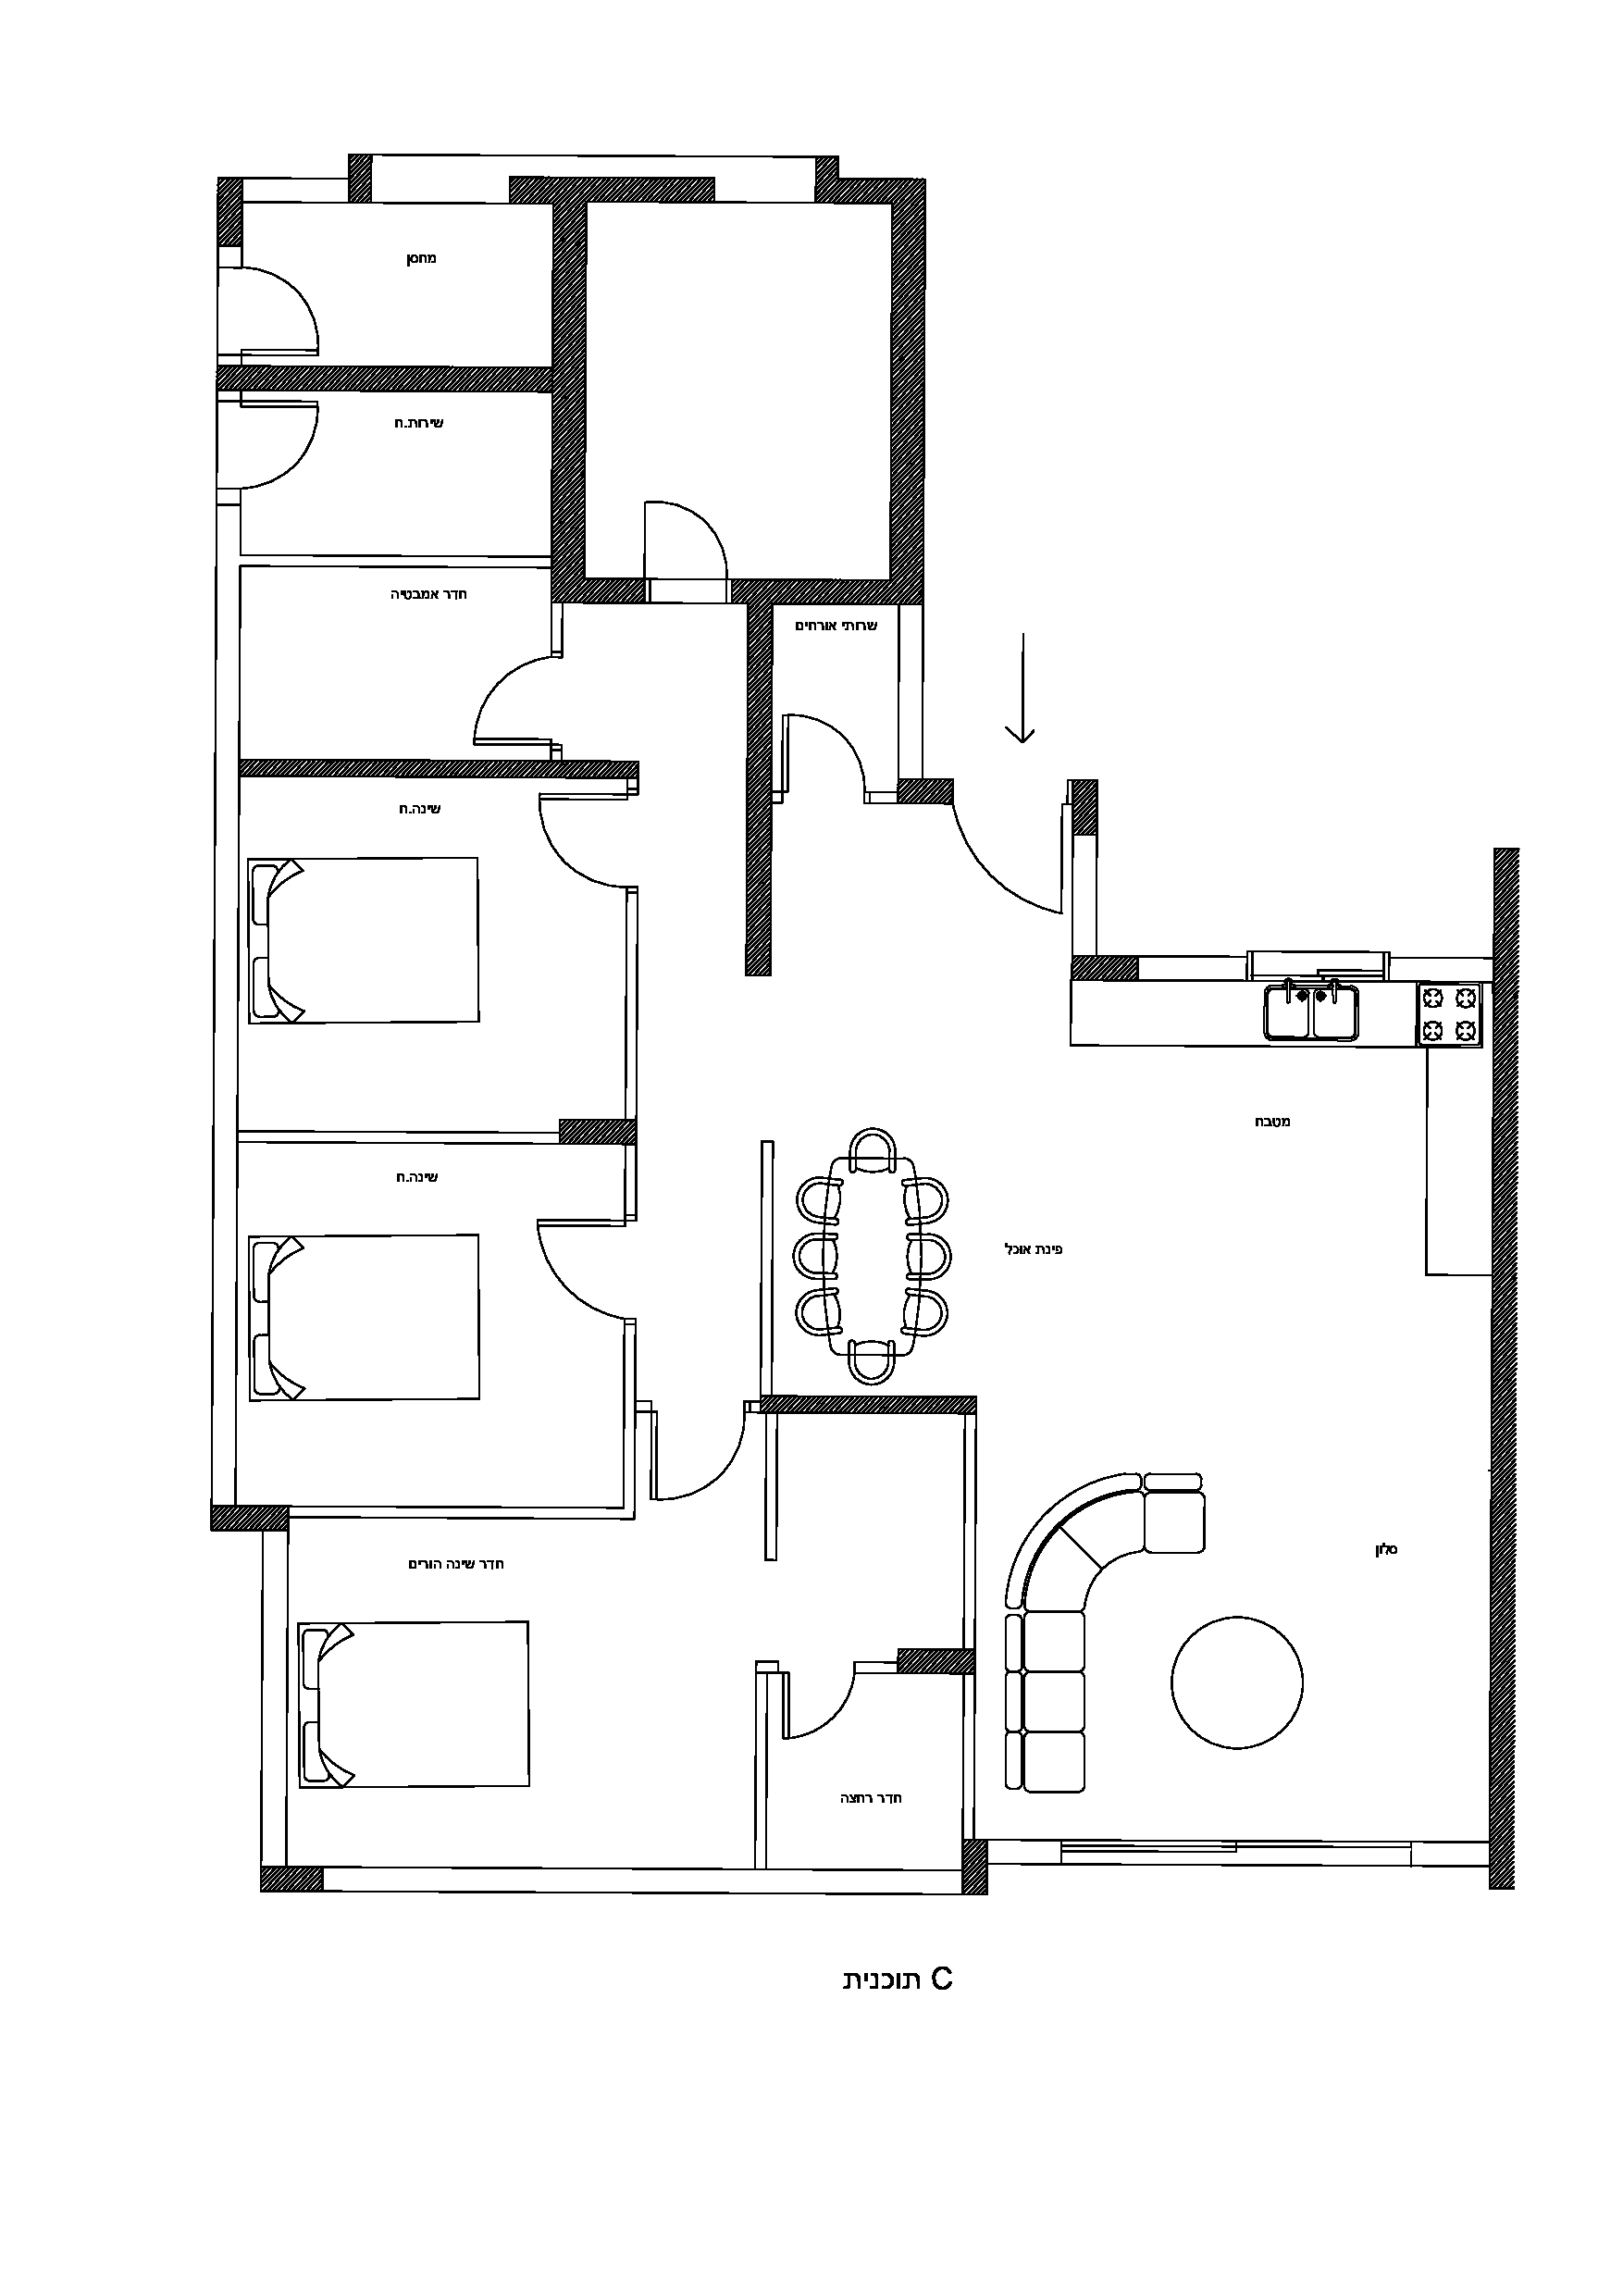 מחסן
שירות.ח
חדר אמבטיה
שרותי אורחים
שינה.ח
מטבח
שינה.ח
פינת אוכל
סלון
חדר שינה הורים
חדר רחצה
תוכנית C